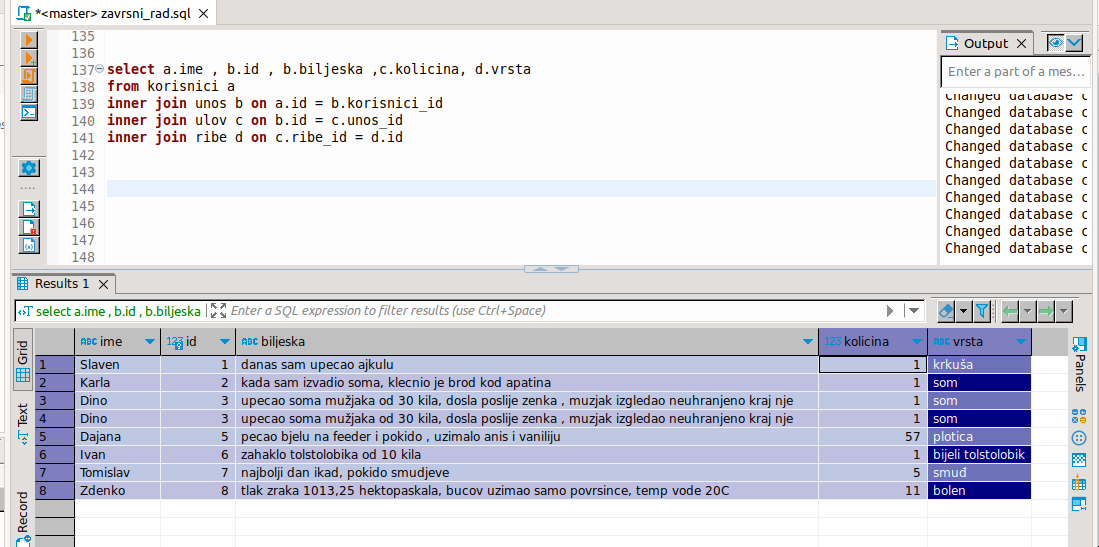 *<master> zavrsni_rad.sql
135
136
137 select a.ime , b.id , b.biljeska ,c.kolicina, d.vrsta
138 from korisnici a
139 inner join unos b on a.id = b.korisnici_id
140 inner join ulov c on b.id = c.unos_id
141 inner join ribe d on c.ribe_id = d.id
142
143
144
145
146
147
148
Output
Enter a part of a mes...
Changed database c
Changed database c
Changed database c
Changed database c
Changed database c
Changed database c
Changed database c
Changed database c
Changed database c
Changed database c
Results 1
select a.ime , b.id , b.biljeska
Enter a SQL expression to filter results (use Ctrl+Space)
Grid
Text
Record
Panels
ABC ime 123 id ABC biljeska 123 kolicina ABC vrsta
1 Slaven 1 danas sam upecao ajkulu 1 krkuša
2 Karla 2 kada sam izvadio soma, klecnio je brod kod apatina 1 som
3 Dino 3 upecao soma mužjaka od 30 kila, dosla poslije zenka , muzjak izgledao neuhranjeno kraj nje 1 som
4 Dino 3 upecao soma mužjaka od 30 kila, dosla poslije zenka , muzjak izgledao neuhranjeno kraj nje 1 som
5 Dajana 5 pecao bjelu na feeder i pokido , uzimalo anis i vaniliju 57 plotica
6 Ivan 6 zahaklo tolstolobika od 10 kila 1 bijeli tolstolobik
7 Tomislav 7 najbolji dan ikad, pokido smudjeve 5 smuđ
8 Zdenko 8 tlak zraka 1013,25 hektopaskala, bucov uzimao samo povrsince, temp vode 20C 11 bolen